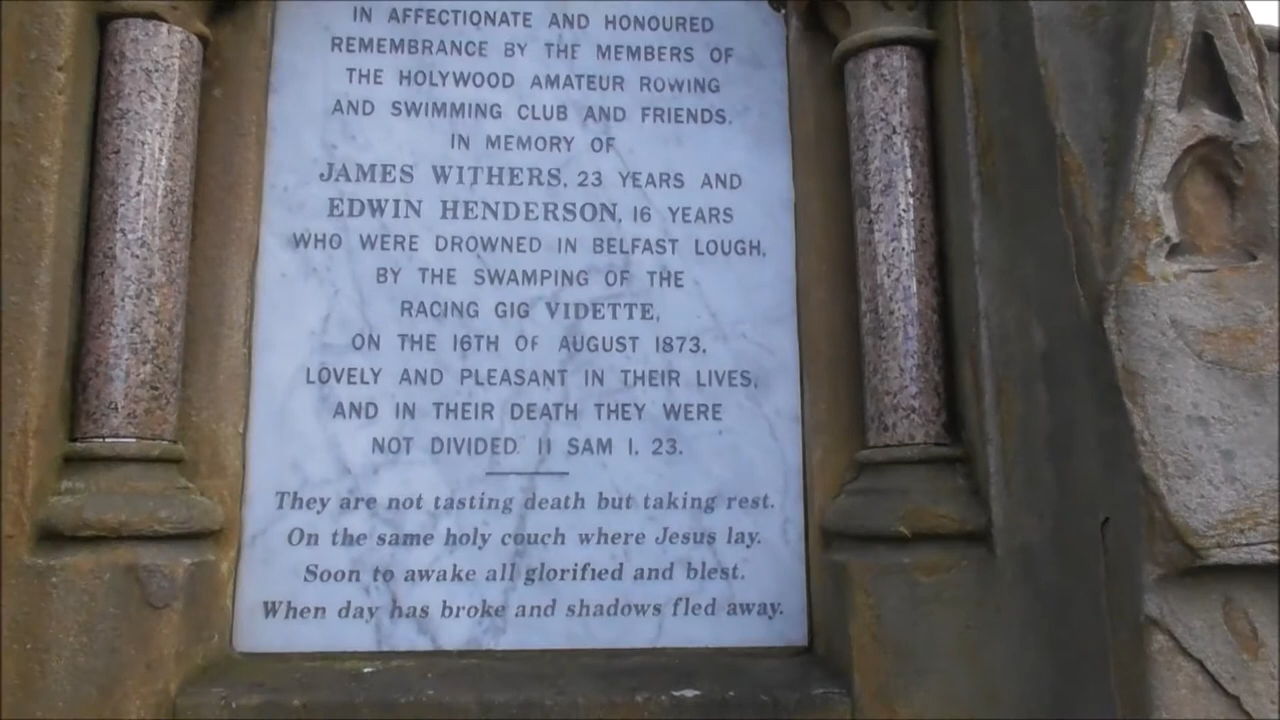 IN AFFECTIONATE AND HONOURED
REMEMBRANCE BY THE MEMBERS OF
THE HOLYWOOD AMATEUR ROWING
AND SWIMMING CLUB AND FRIENDS.
IN MEMORY OF
JAMES WITHERS, 23 YEARS AND
EDWIN HENDERSON, 16 YEARS
WHO WERE DROWNED IN BELFAST LOUGH,
BY THE SWAMPING OF THE
RACING GIG VIDETTE,
ON THE 16TH OF AUGUST 1873.
LOVELY AND PLEASANT IN THEIR LIVES,
AND IN THEIR DEATH THEY WERE
NOT DIVIDED. II SAM I. 23.
They are not tasting death but taking rest.
On the same holy couch where Jesus lay.
Soon to awake all glorified and blest.
When day has broke and shadows fled away.